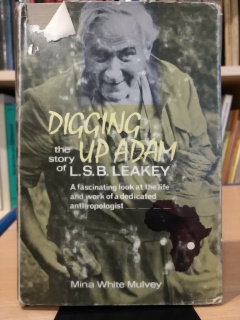 DIGGING
the UP ADAM
story
of L.S.B. LEAKEY
A fascinating look at the life
and work of a dedicated
anthropologist
Mina White Mulvey